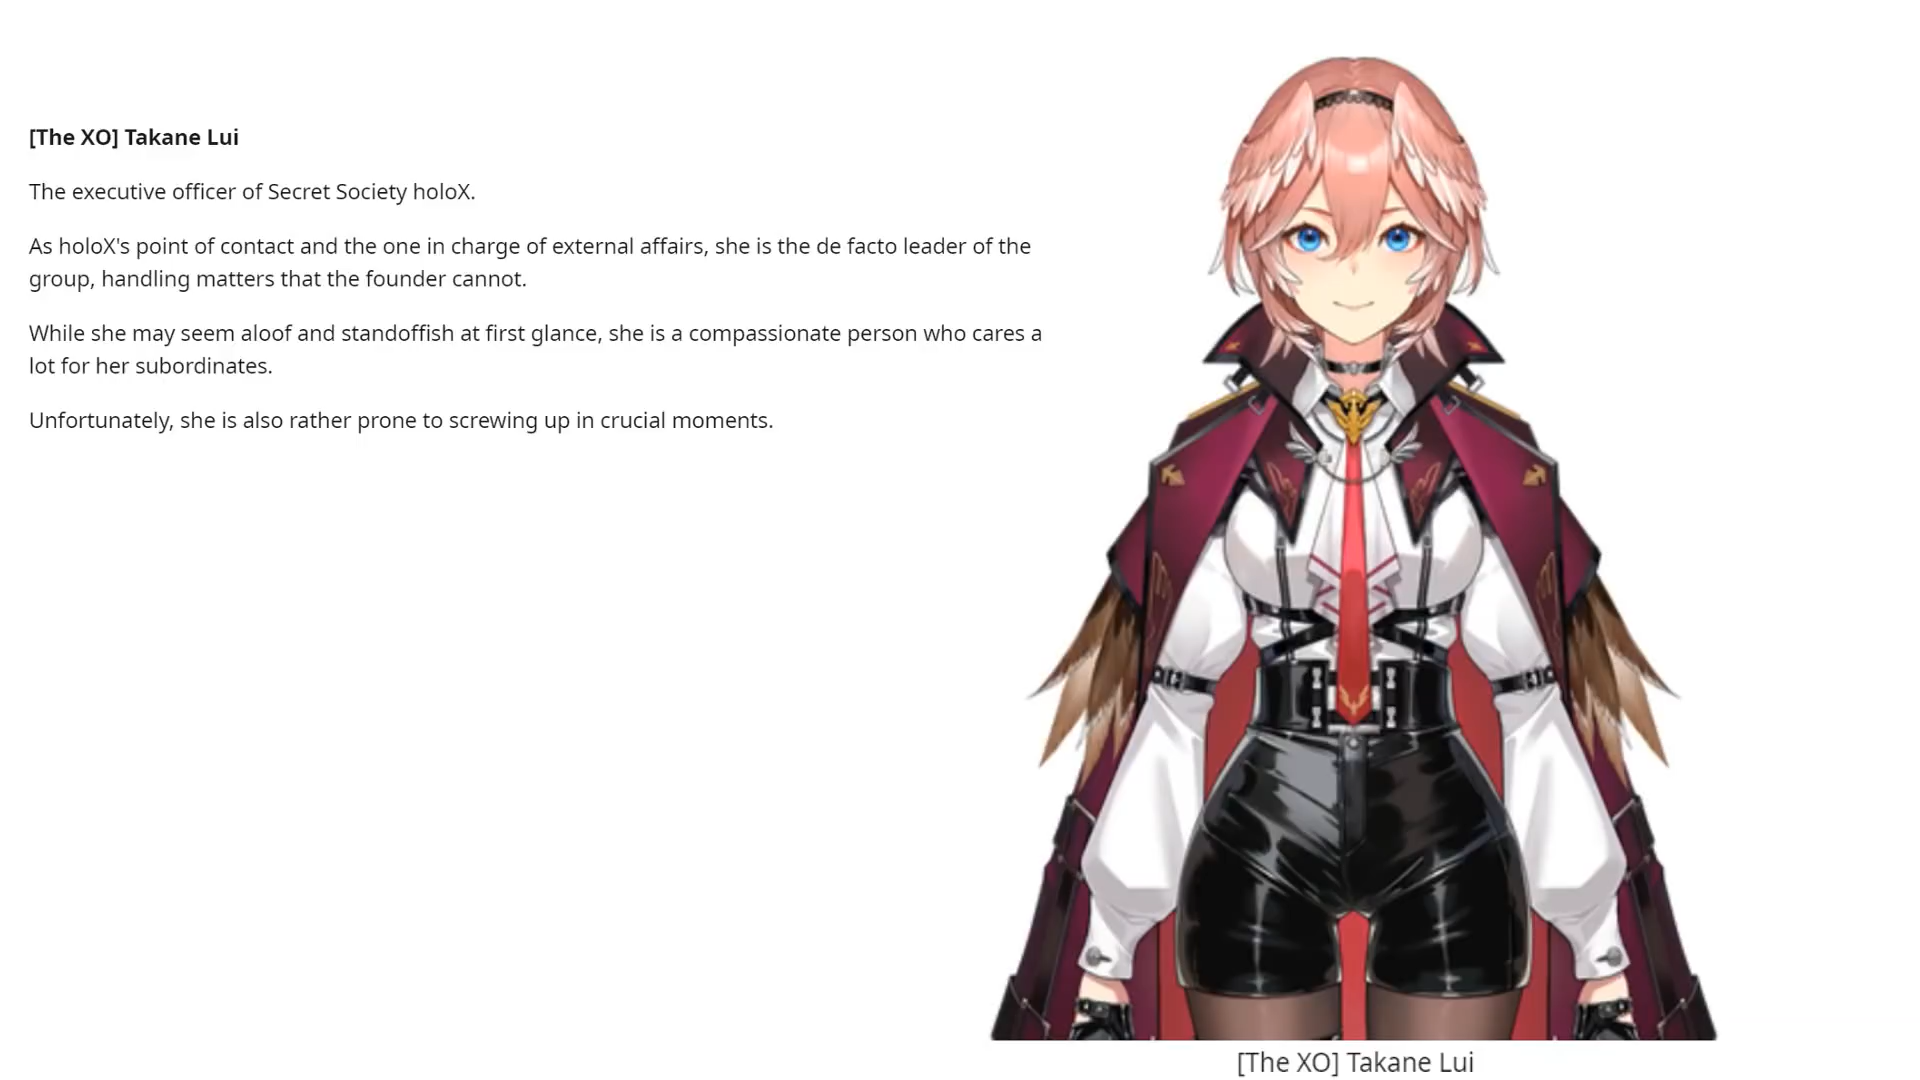 [The XO] Takane Lui
The executive officer of Secret Society holoX.
As holoX's point of contact and the one in charge of external affairs, she is the de facto leader of the
group, handling matters that the founder cannot.
While she may seem aloof and standoffish at first glance, she is a compassionate person who cares a
lot for her subordinates.
Unfortunately, she is also rather prone to screwing up in crucial moments.
[The XO] Takane Lui